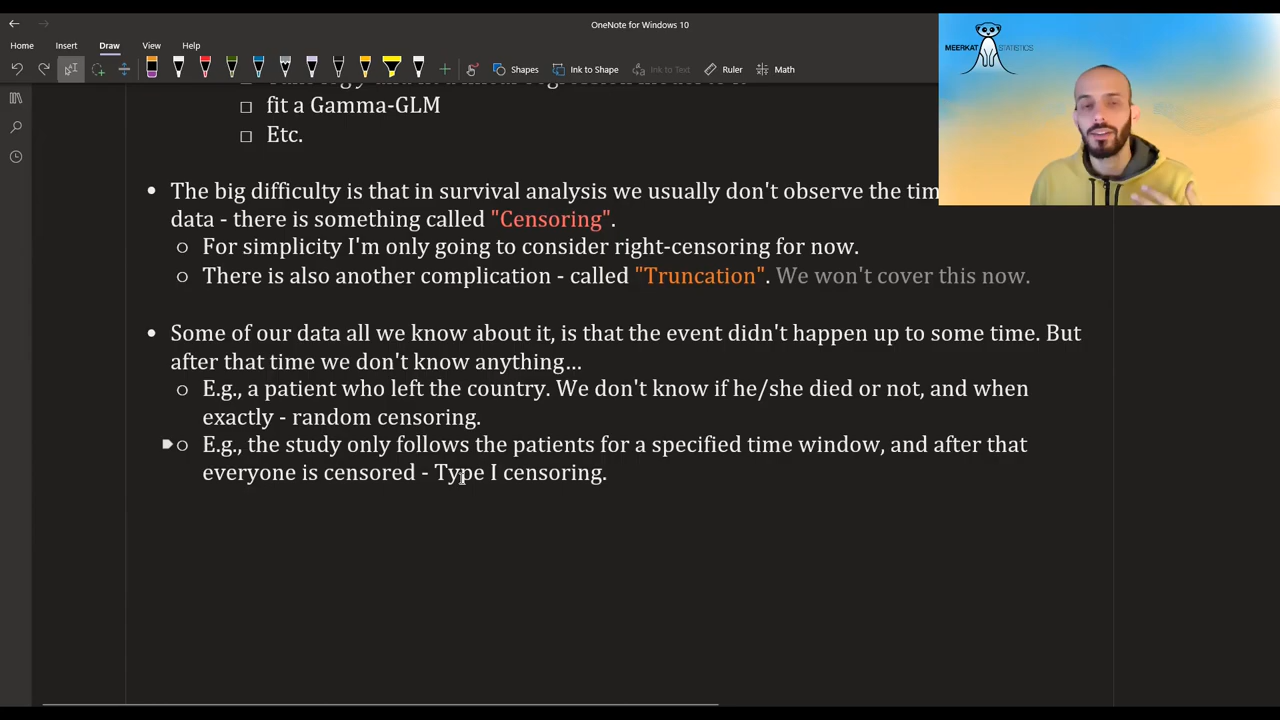 OneNote for Windows 10
Home Insert Draw View Help
Shapes Ink to Shape Ink to Text Ruler Math
MEERKAT STATISTICS
□ fit a Gamma-GLM
□ Etc.
• The big difficulty is that in survival analysis we usually don't observe the
data - there is something called "Censoring".
○ For simplicity I'm only going to consider right-censoring for now.
○ There is also another complication - called "Truncation". We won't cover this now.
• Some of our data all we know about it, is that the event didn't happen up to some time. But
after that time we don't know anything…
○ E.g., a patient who left the country. We don't know if he/she died or not, and when
exactly - random censoring.
○ E.g., the study only follows the patients for a specified time window, and after that
everyone is censored - Type I censoring.